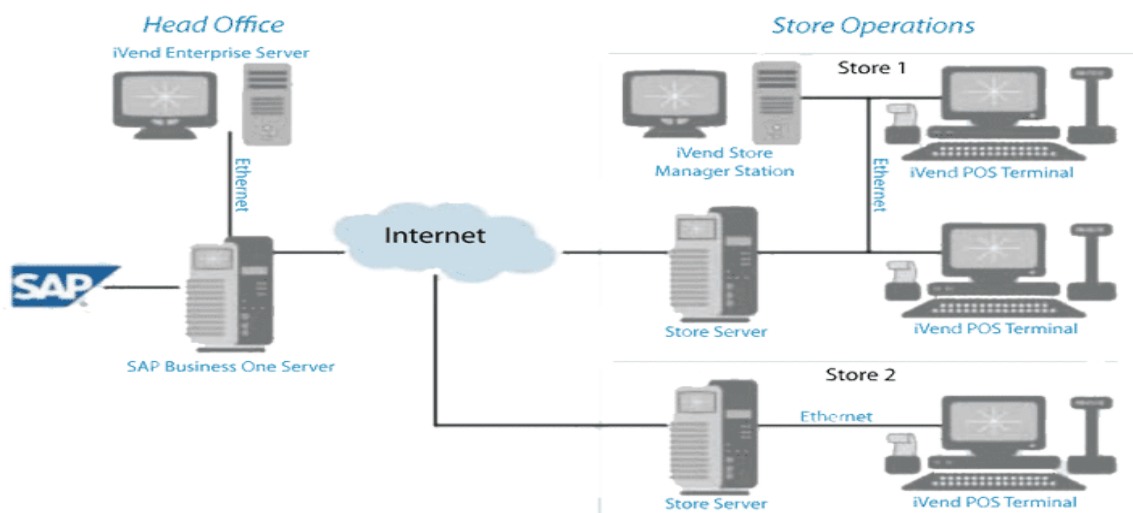 Head Office
Store Operations
iVend Enterprise Server
Store 1
iVend Store
Manager Station
Ethernet
iVend POS Terminal
Ethernet
Internet
SAP
Store Server
iVend POS Terminal
SAP Business One Server
Store 2
Ethernet
Store Server
iVend POS Terminal